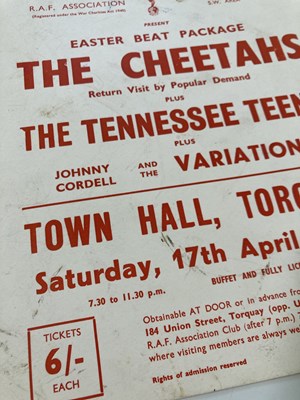 R.A.F. ASSOCIATION
(Registered under the War Charities Act 1940)
S.W. AREA
PRESENT
EASTER BEAT PACKAGE
THE CHEETAHS
Return Visit by Popular Demand
PLUS
THE TENNESSEE TEEN
PLUS
JOHNNY CORDELL AND THE VARIATION
TOWN HALL, TORQ
Saturday, 17th April
7.30 to 11.30 p.m. BUFFET and FULLY LIC
TICKETS
6/-
EACH
Obtainable AT DOOR or in advance from
184 Union Street, Torquay (opp.
R.A.F. Association Club (after 7 p.m.)
where visiting members are always we
Rights of admission reserved